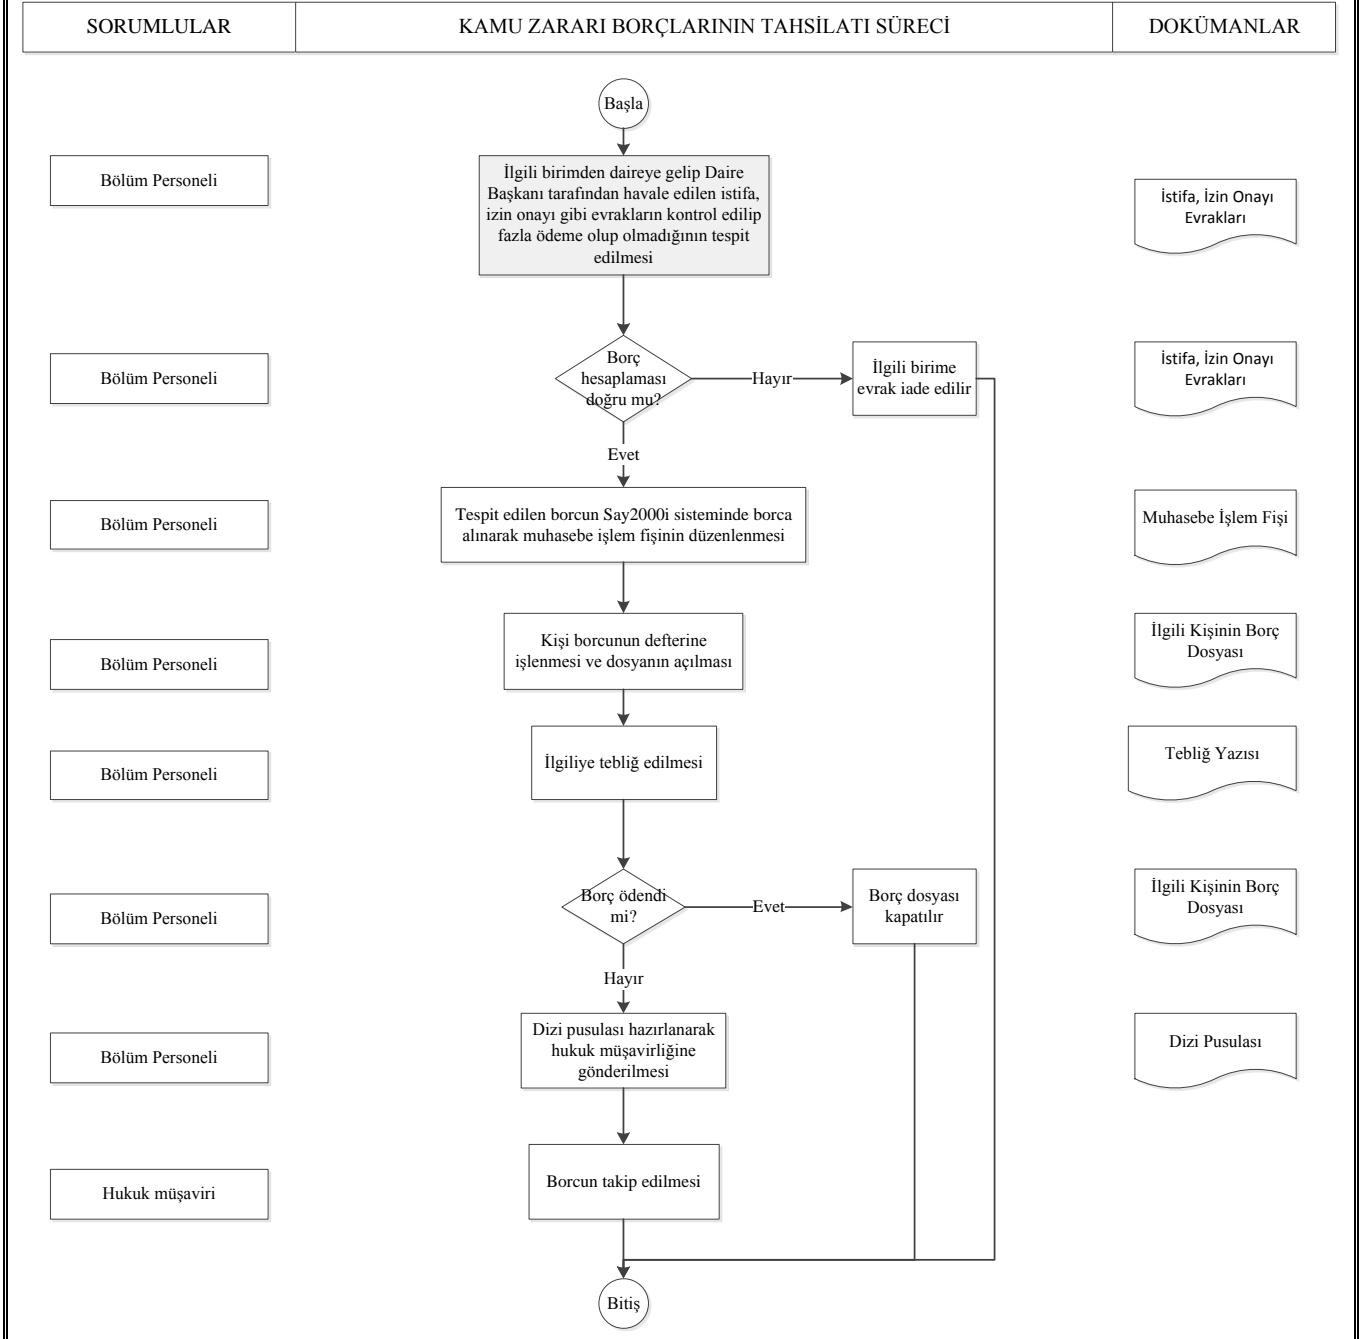 SORUMLULAR
KAMU ZARARI BORÇLARININ TAHSİLATI SÜRECİ
DOKÜMANLAR
Başla
Bölüm Personeli
İlgili birimden daireye gelip Daire
Başkanı tarafından havale edilen istifa,
izin onayı gibi evrakların kontrol edilip
fazla ödeme olup olmadığının tespit
edilmesi
İstifa, İzin Onayı
Evrakları
Bölüm Personeli
Borç
hesaplaması
doğru mu?
Hayır
İlgili birime
evrak iade edilir
İstifa, İzin Onayı
Evrakları
Evet
Bölüm Personeli
Tespit edilen borcun Say2000i sisteminde borca
alınarak muhasebe işlem fişinin düzenlenmesi
Muhasebe İşlem Fişi
Bölüm Personeli
Kişi borcunun defterine
işlenmesi ve dosyanın açılması
İlgili Kişinin Borç
Dosyası
Bölüm Personeli
İlgiliye tebliğ edilmesi
Tebliğ Yazısı
Bölüm Personeli
Borç ödendi
mi?
Evet
Borç dosyası
kapatılır
İlgili Kişinin Borç
Dosyası
Hayır
Bölüm Personeli
Dizi pusulası hazırlanarak
hukuk müşavirliğine
gönderilmesi
Dizi Pusulası
Hukuk müşaviri
Borcun takip edilmesi
Bitiş